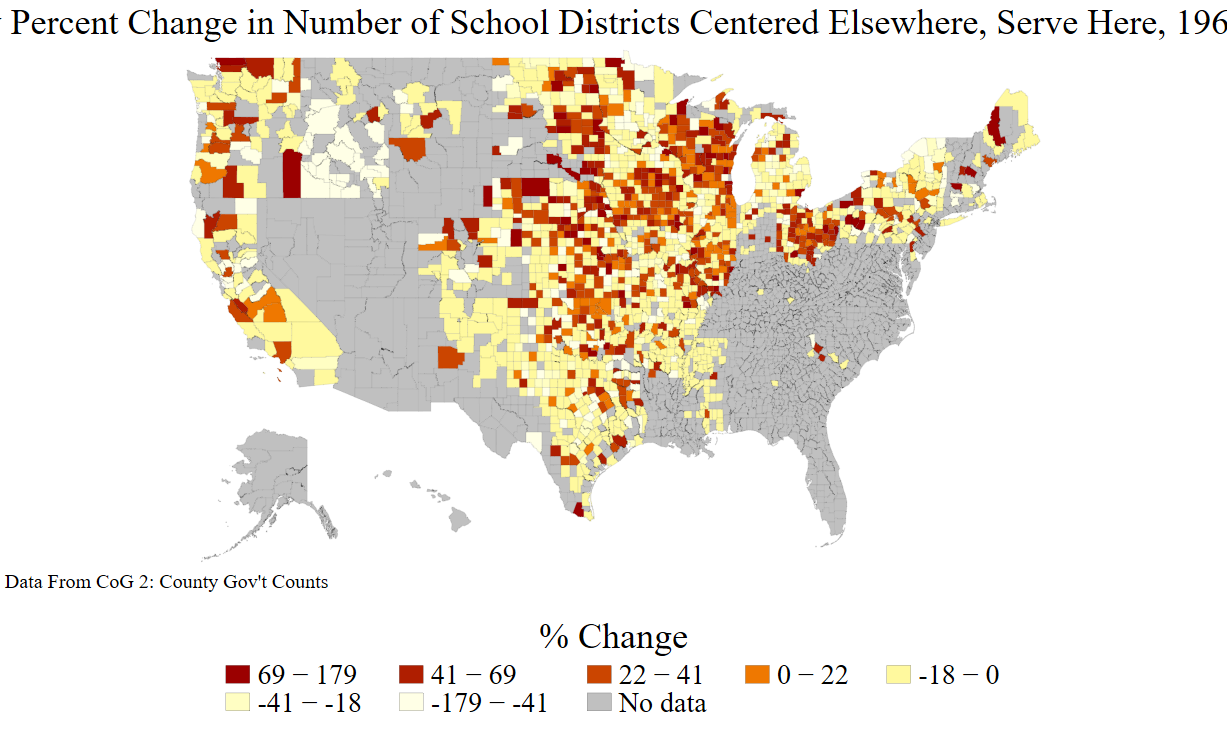 Percent Change in Number of School Districts Centered Elsewhere, Serve Here, 196
Data From CoG 2: County Gov't Counts
% Change
69 − 179 41 − 69 22 − 41 0 − 22 -18 − 0
-41 − -18 -179 − -41 No data